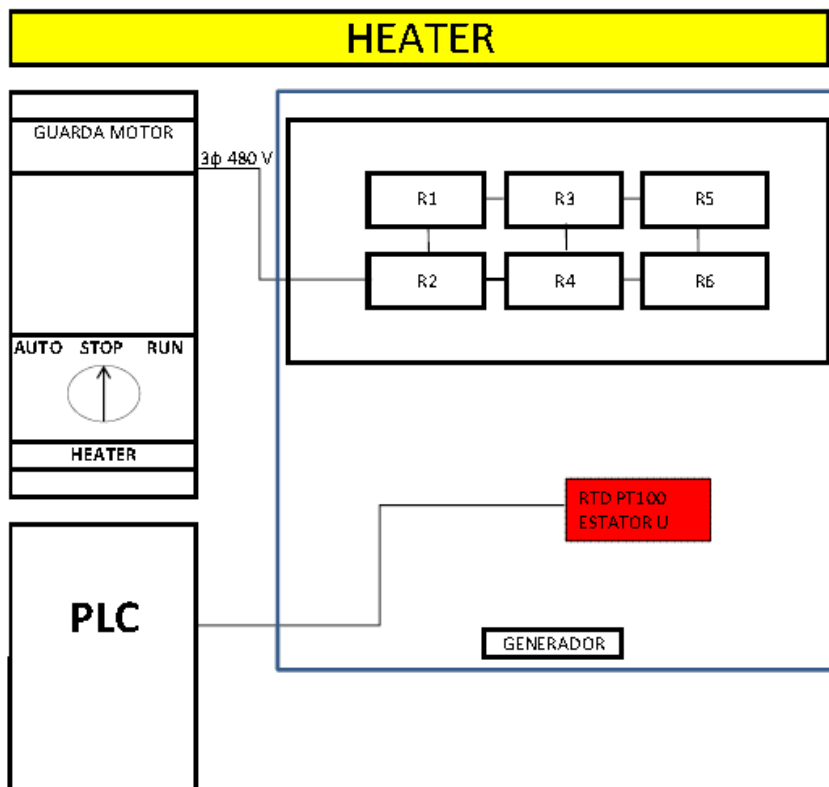 HEATER
GUARDA MOTOR
3ф 480 V
R1 R3 R5
R2 R4 R6
AUTO STOP RUN
HEATER
RTD PT100
ESTATOR U
PLC
GENERADOR